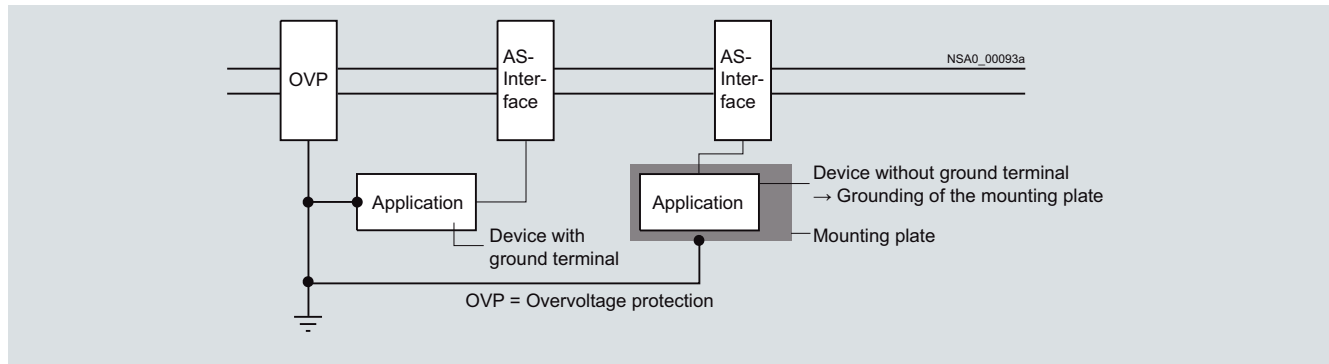 OVP
AS-
Inter-
face
AS-
Inter-
face
NSA0_00093a
Application
Device with
ground terminal
Application
Device without ground terminal
→ Grounding of the mounting plate
Mounting plate
OVP = Overvoltage protection